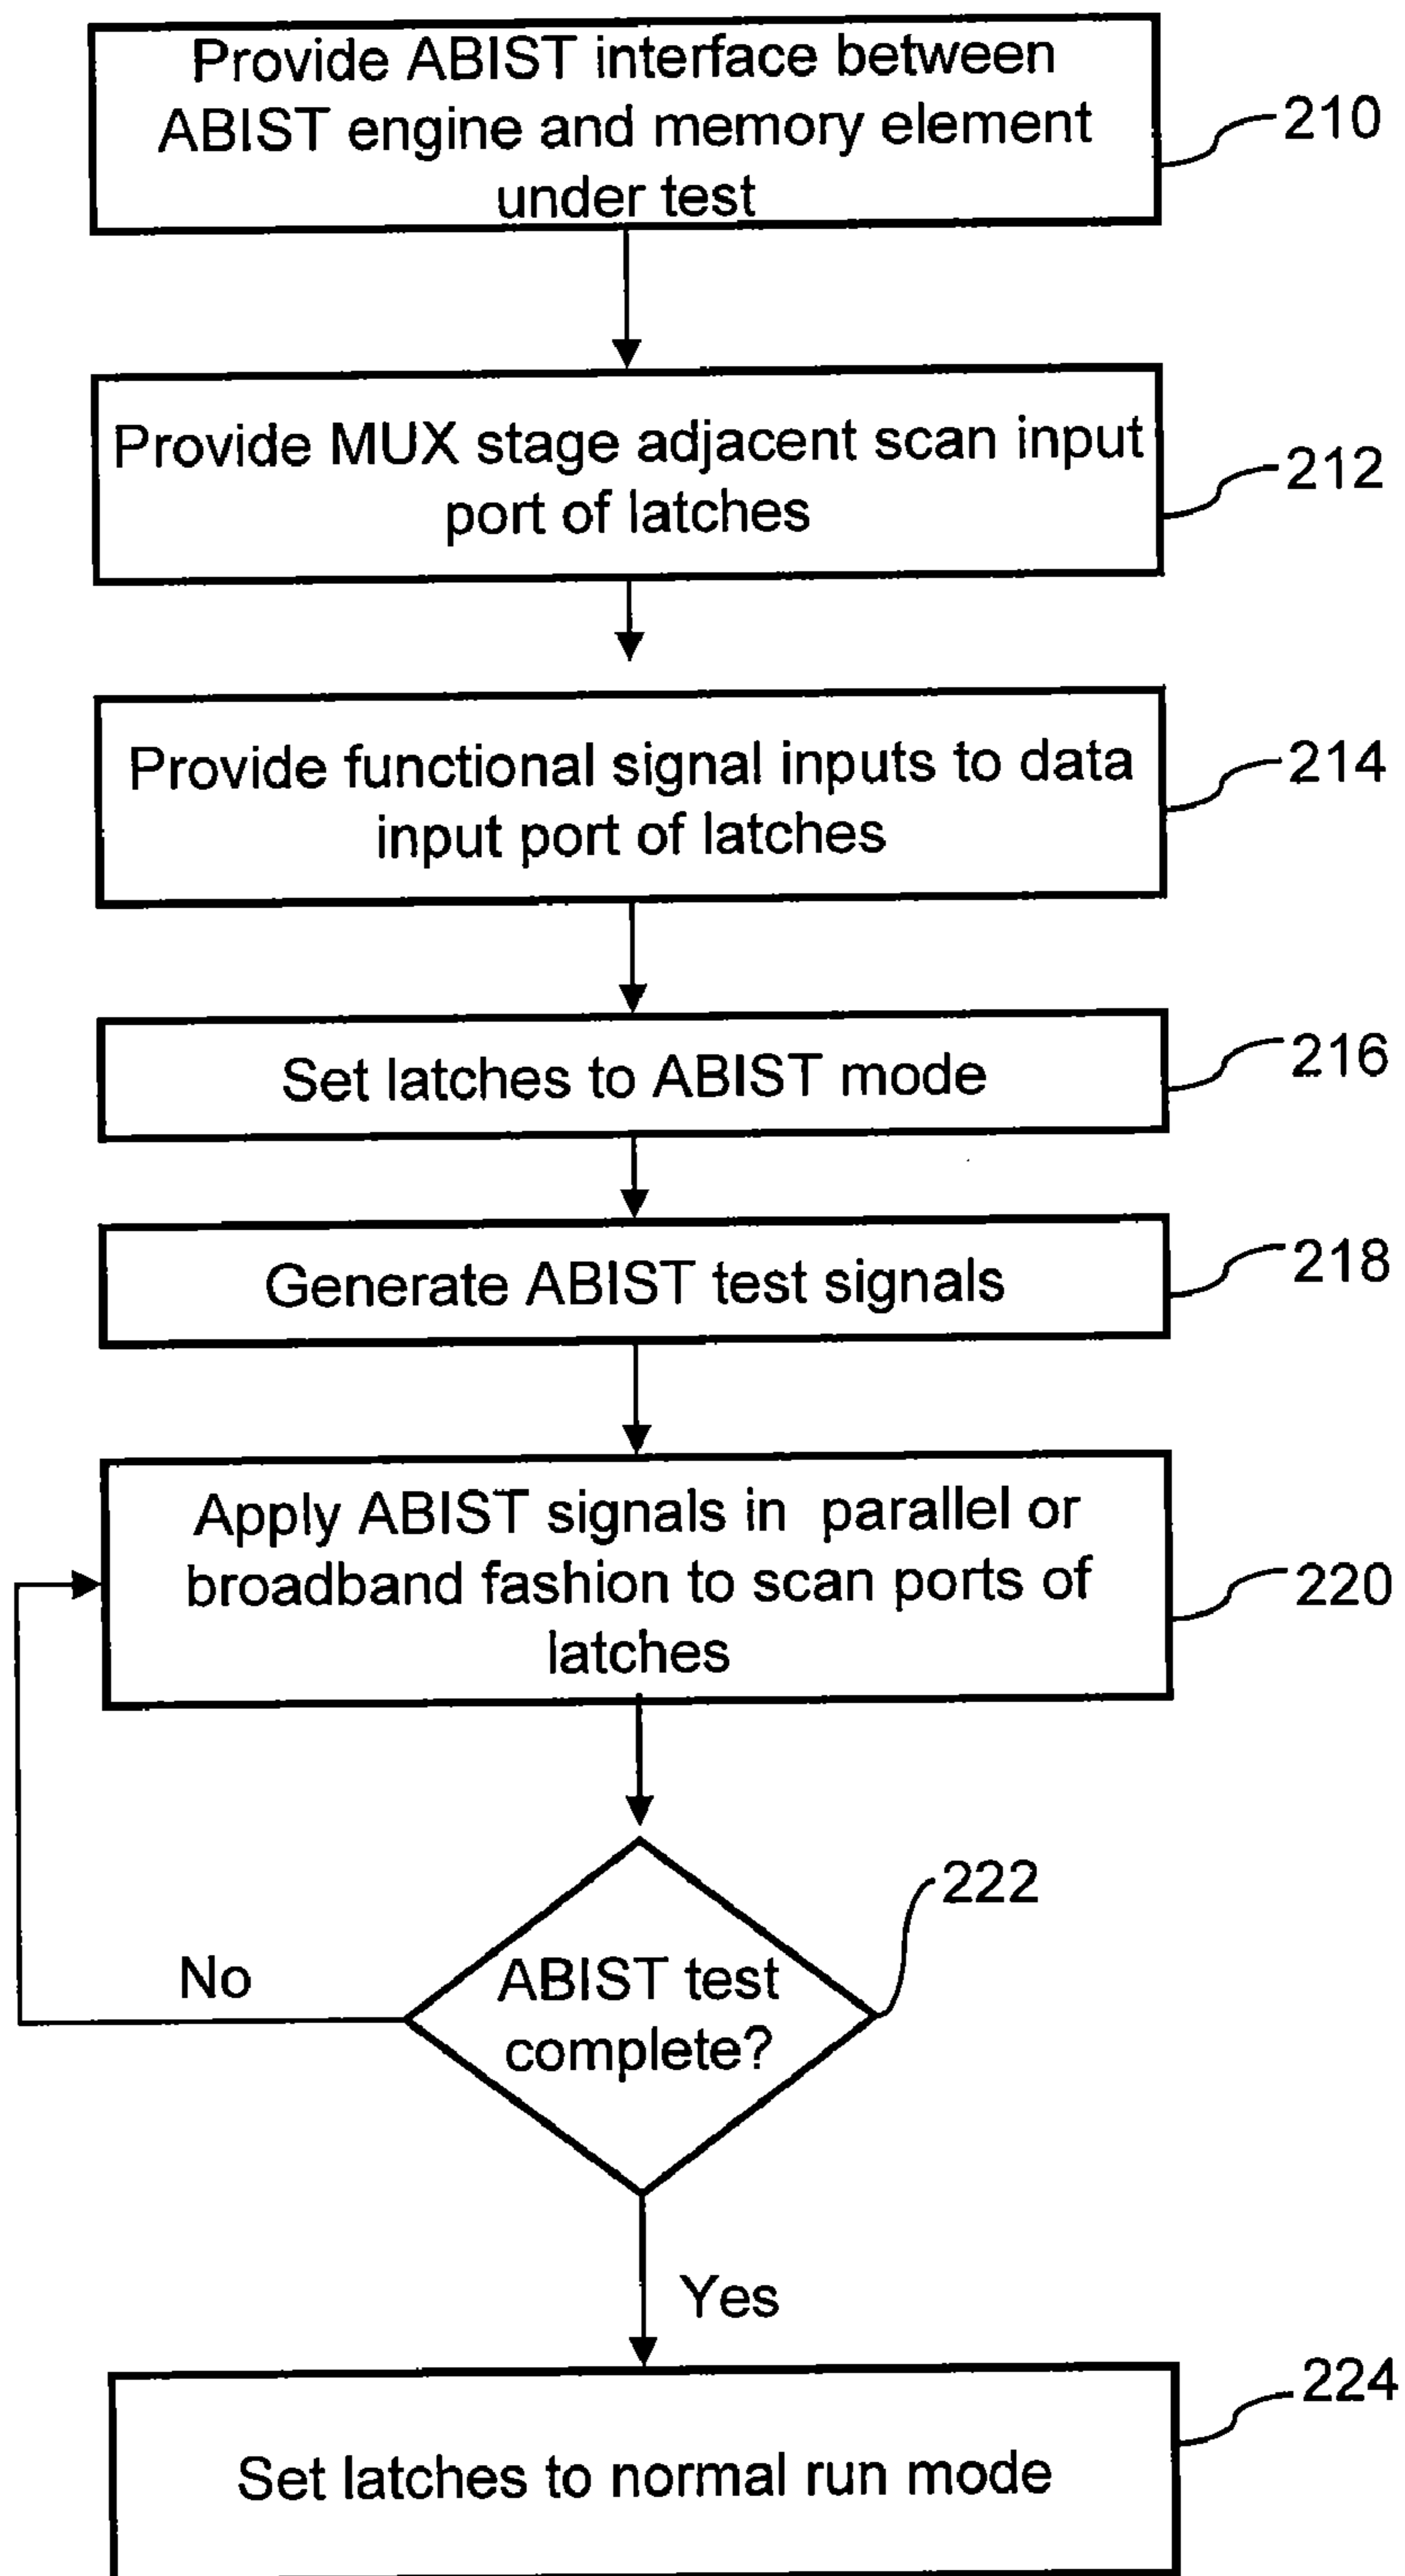 Provide ABIST interface between
ABIST engine and memory element
under test
210
Provide MUX stage adjacent scan input
port of latches
212
Provide functional signal inputs to data
input port of latches
214
Set latches to ABIST mode
216
Generate ABIST test signals
218
Apply ABIST signals in parallel or
broadband fashion to scan ports of
latches
220
222
No
ABIST test
complete?
Yes
224
Set latches to normal run mode